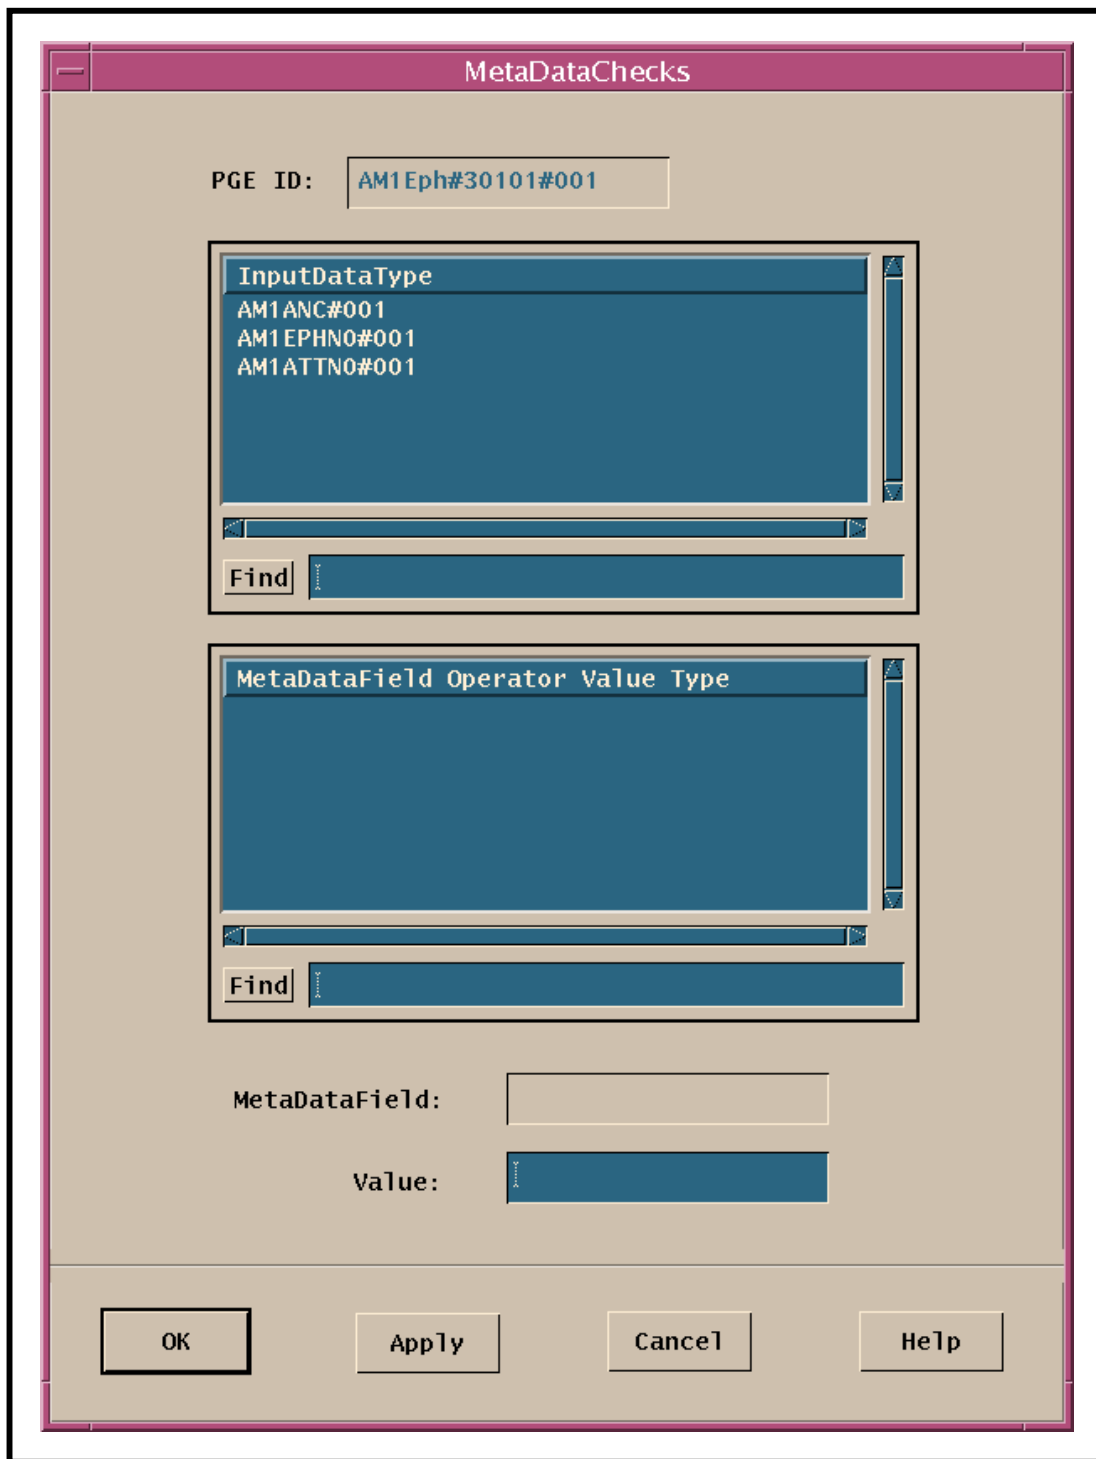 MetaDataChecks
PGE ID: AM1Eph#30101#001
InputDataType
AM1ANC#001
AM1EPHN0#001
AM1ATTN0#001
Find
MetaDataField Operator Value Type
Find
MetaDataField:
Value:
OK Apply Cancel Help